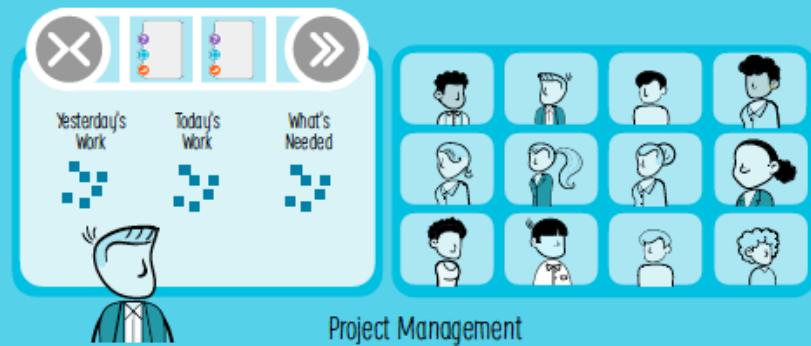 Yesterday's
Work
Today's
Work
What's
Needed
Project Management